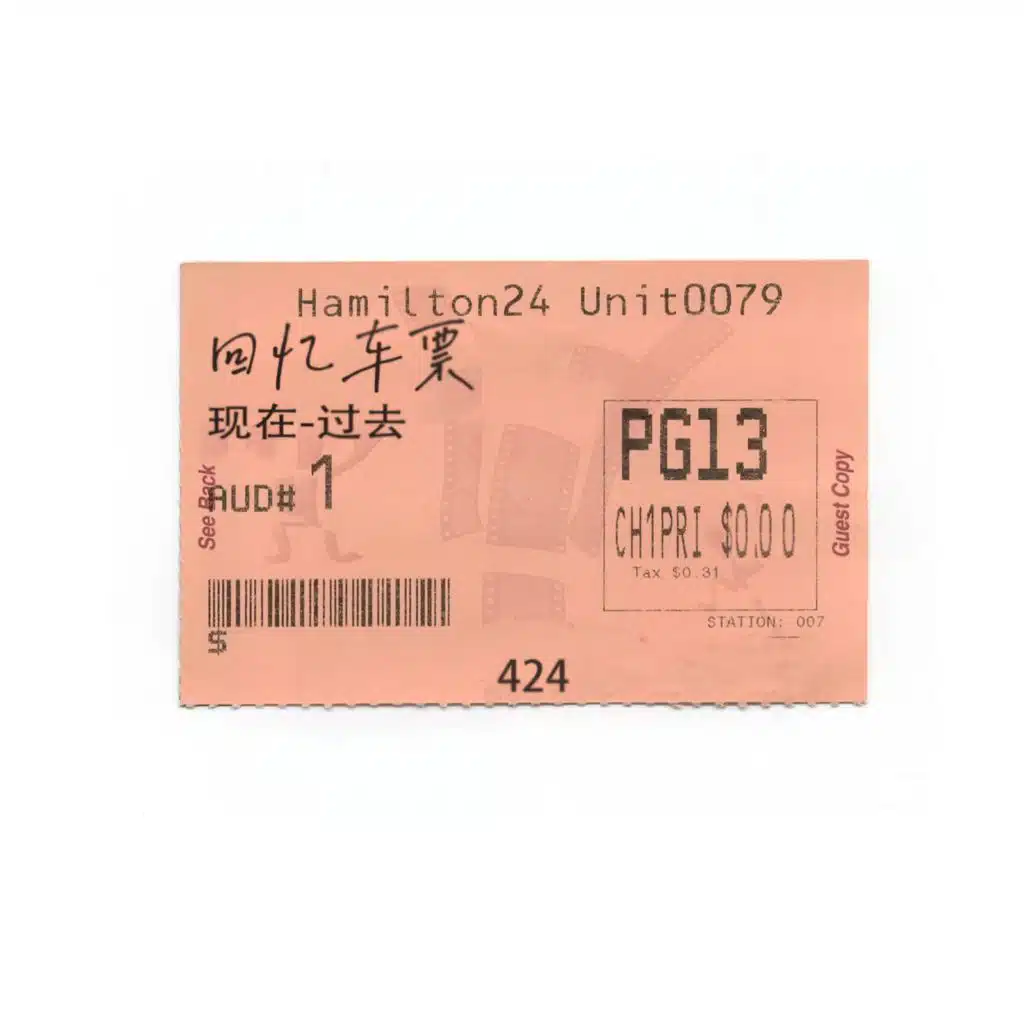 Hamilton24 Unit0079
回忆车票
现在-过去
PG13
See Back
AUD# 1
CH1PRI $0.00
Tax $0.31
Guest Copy
STATION: 007
$
424